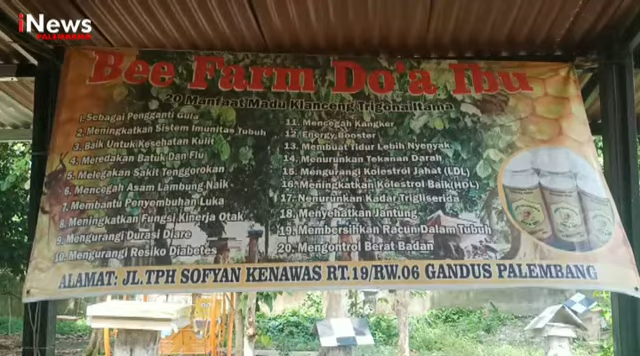 iNews
PALEMBANG
Bee Farm Do'a Ibu
20 Manfaat Madu Klanceng Trigona Itama
1. Sebagai Pengganti Gula
2. Meningkatkan Sistem Imunitas Tubuh
3. Baik Untuk Kesehatan Kulit
4. Meredakan Batuk Dan Flu
5. Melegakan Sakit Tenggorokan
6. Mencegah Asam Lambung Naik
7. Membantu Penyembuhan Luka
8. Meningkatkan Fungsi Kinerja Otak
9. Mengurangi Durasi Diare
10. Mengurangi Resiko Diabetes
11. Mencegah Kangker
12. Energy Booster
13. Membuat Tidur Lebih Nyenyak
14. Menurunkan Tekanan Darah
15. Mengurangi Kolestrol Jahat (LDL)
16. Meningkatkan Kolestrol Baik (HDL)
17. Nenurunkan Kadar Trigliserida
18. Menyehatkan Jantung
19. Membersihkan Racun Dalam Tubuh
20. Mengontrol Berat Badan
ALAMAT: JL.TPH SOFYAN KENAWAS RT.19/RW.06 GANDUS PALEMBANG